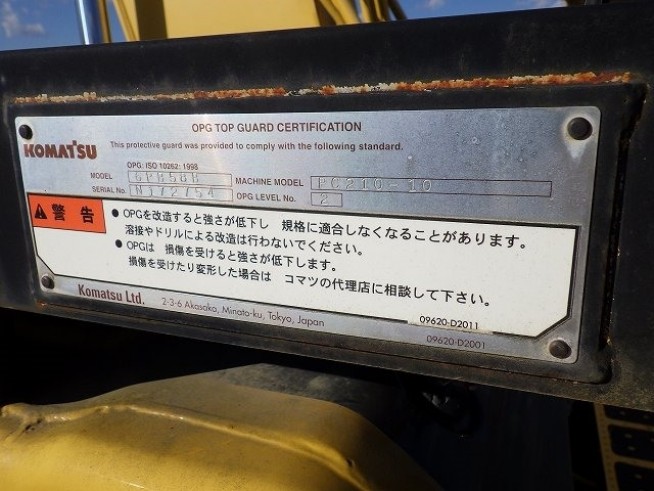 OPG TOP GUARD CERTIFICATION
KOMATSU
This protective guard was provided to comply with the following standard.
OPG: ISO 10262: 1998
MODEL GPB58B MACHINE MODEL PC210-10
SERIAL No. NJ72754 OPG LEVEL No. 2
警告
● OPGを改造すると強さが低下し 規格に適合しなくなることがあります。
溶接やドリルによる改造は行わないでください。
● OPGは 損傷を受けると強さが低下します。
損傷を受けたり変形した場合は コマツの代理店に相談して下さい。
09620-D2011
Komatsu Ltd. 2-3-6 Akasaka, Minato-ku, Tokyo, Japan
09620-D2001